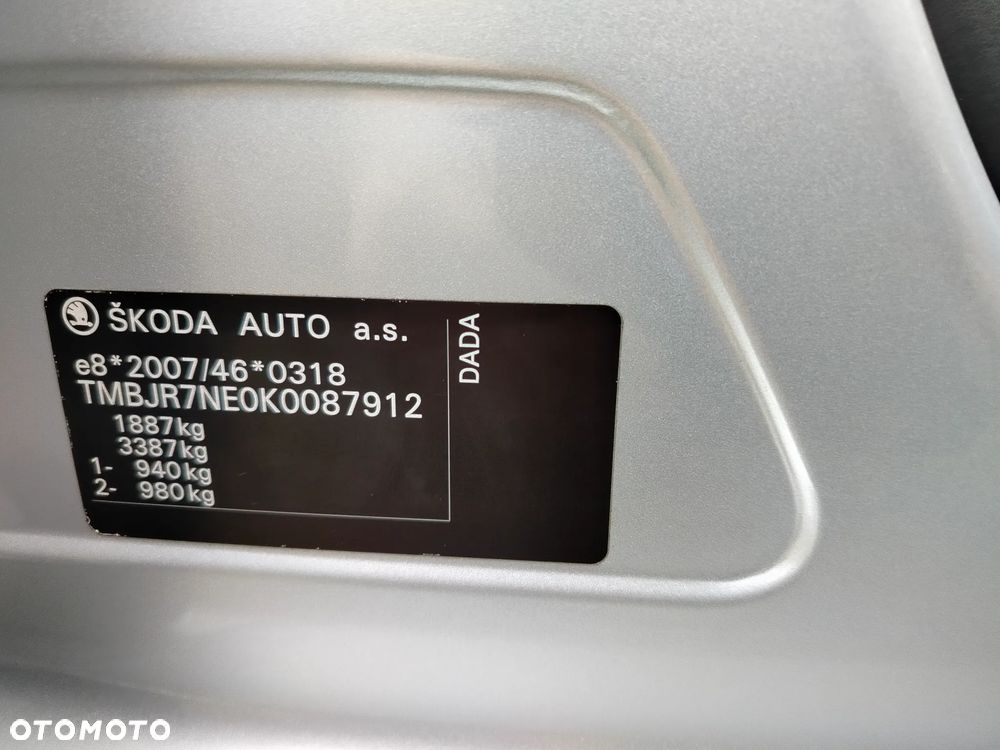 ŠKODA AUTO a.s.
e8*2007/46*0318
TMBJR7NE0K0087912
1887kg
3387kg
1- 940kg
2- 980kg
DADA
OTOMOTO